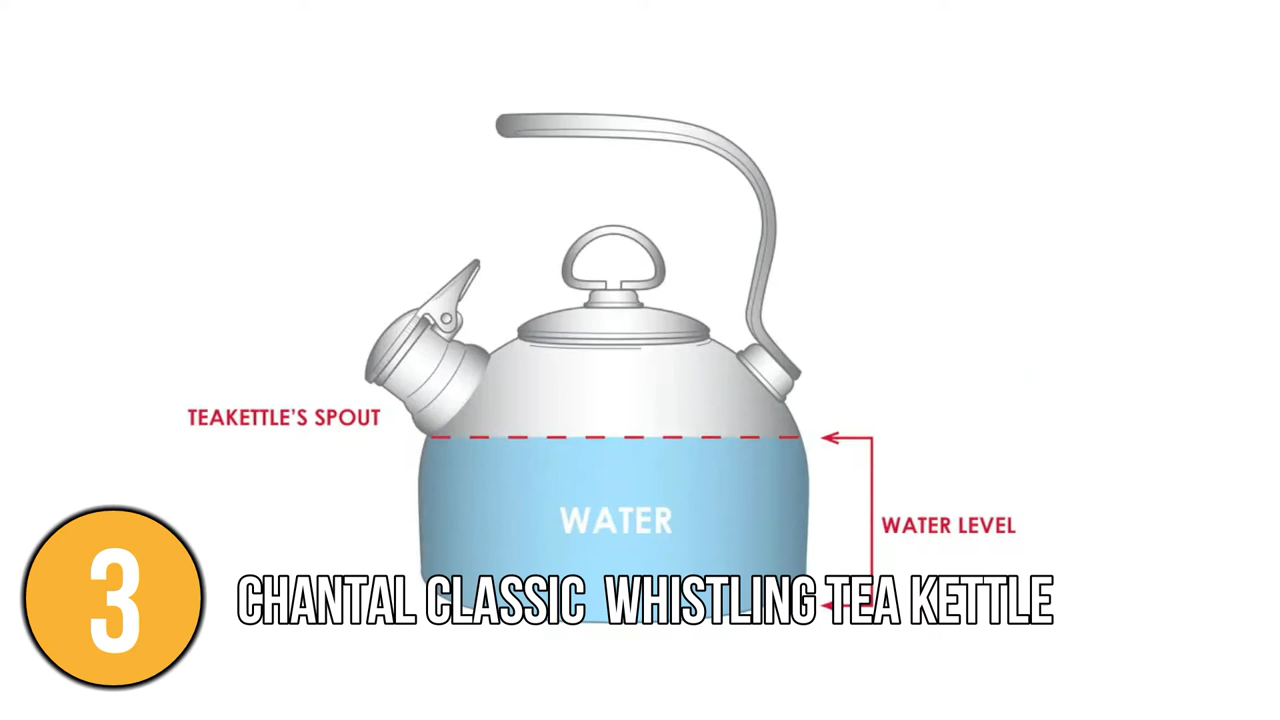 TEAKETTLE'S SPOUT
WATER
WATER LEVEL
3
CHANTAL CLASSIC WHISTLING TEA KETTLE